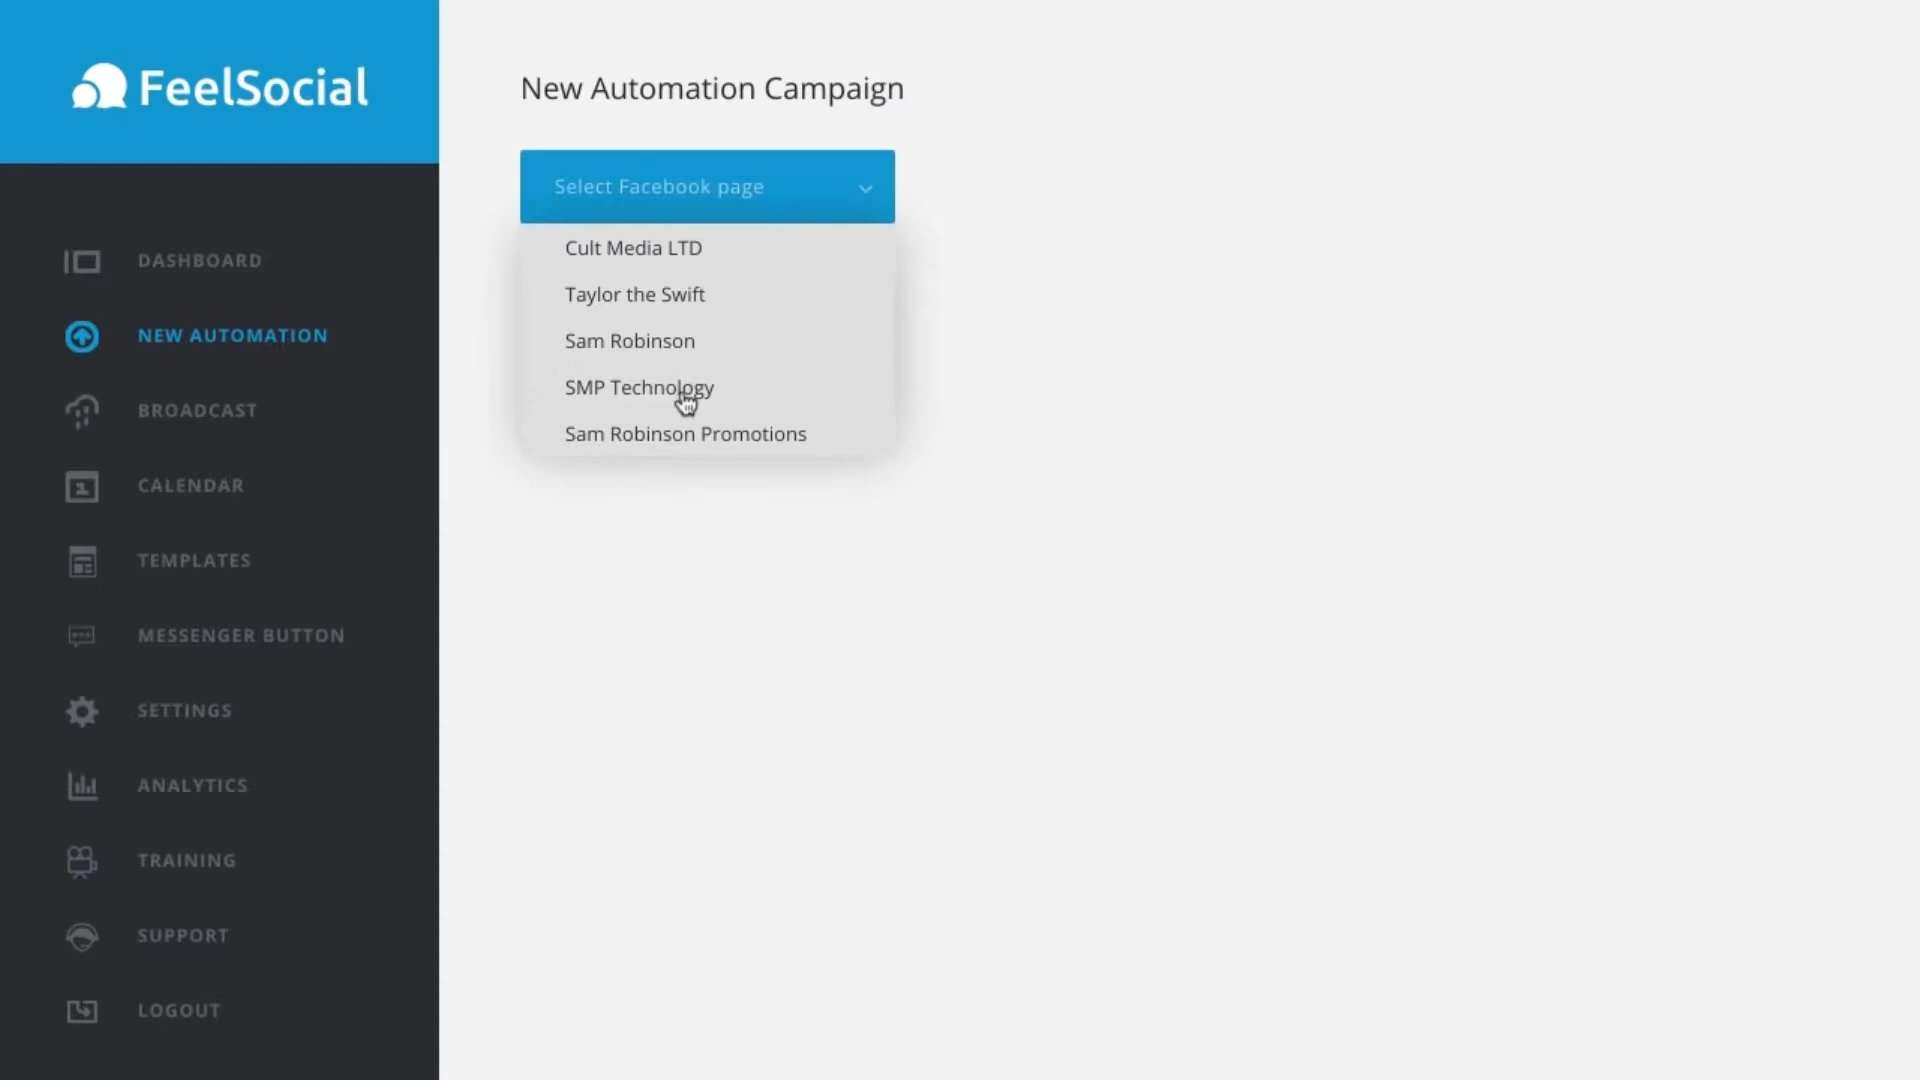 FeelSocial
DASHBOARD
NEW AUTOMATION
BROADCAST
CALENDAR
TEMPLATES
MESSENGER BUTTON
SETTINGS
ANALYTICS
TRAINING
SUPPORT
LOGOUT
New Automation Campaign
Select Facebook page
Cult Media LTD
Taylor the Swift
Sam Robinson
SMP Technology
Sam Robinson Promotions